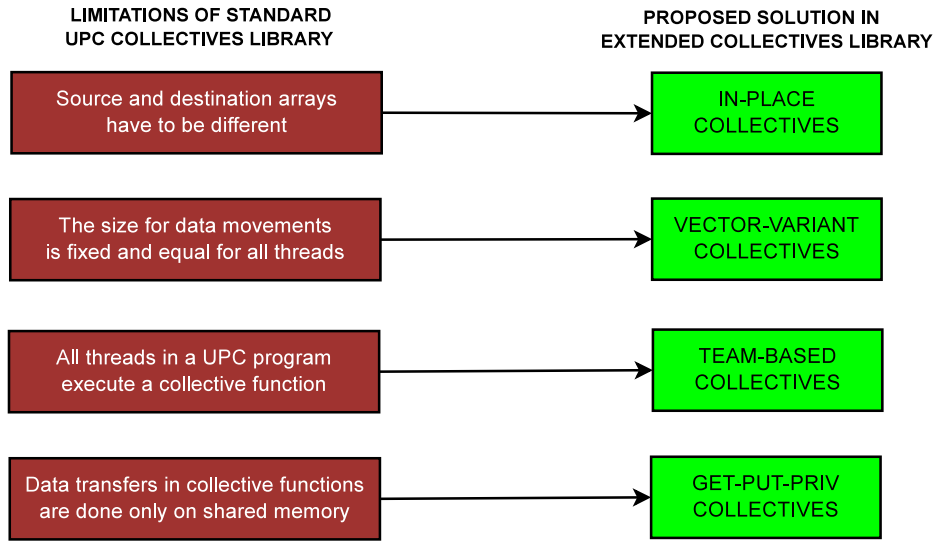 LIMITATIONS OF STANDARD
UPC COLLECTIVES LIBRARY
PROPOSED SOLUTION IN
EXTENDED COLLECTIVES LIBRARY
Source and destination arrays
have to be different
IN-PLACE
COLLECTIVES
The size for data movements
is fixed and equal for all threads
VECTOR-VARIANT
COLLECTIVES
All threads in a UPC program
execute a collective function
TEAM-BASED
COLLECTIVES
Data transfers in collective functions
are done only on shared memory
GET-PUT-PRIV
COLLECTIVES